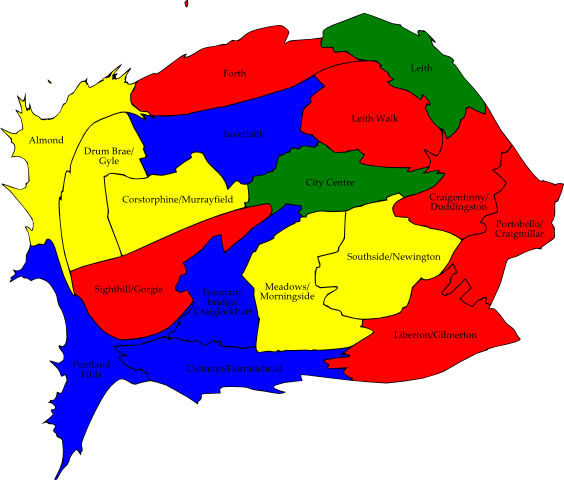 Forth
Leith
Leith Walk
Inverleith
Almond
Drum Brae/
Gyle
City Centre
Corstorphine/Murrayfield
Craigentinny/
Duddingston
Portobello/
Craigmillar
Southside/Newington
Sighthill/Gorgie
Meadows/
Morningside
Fountain-
bridge/
Craiglockhart
Liberton/Gilmerton
Pentland
Hills
Colinton/Fairmilehead